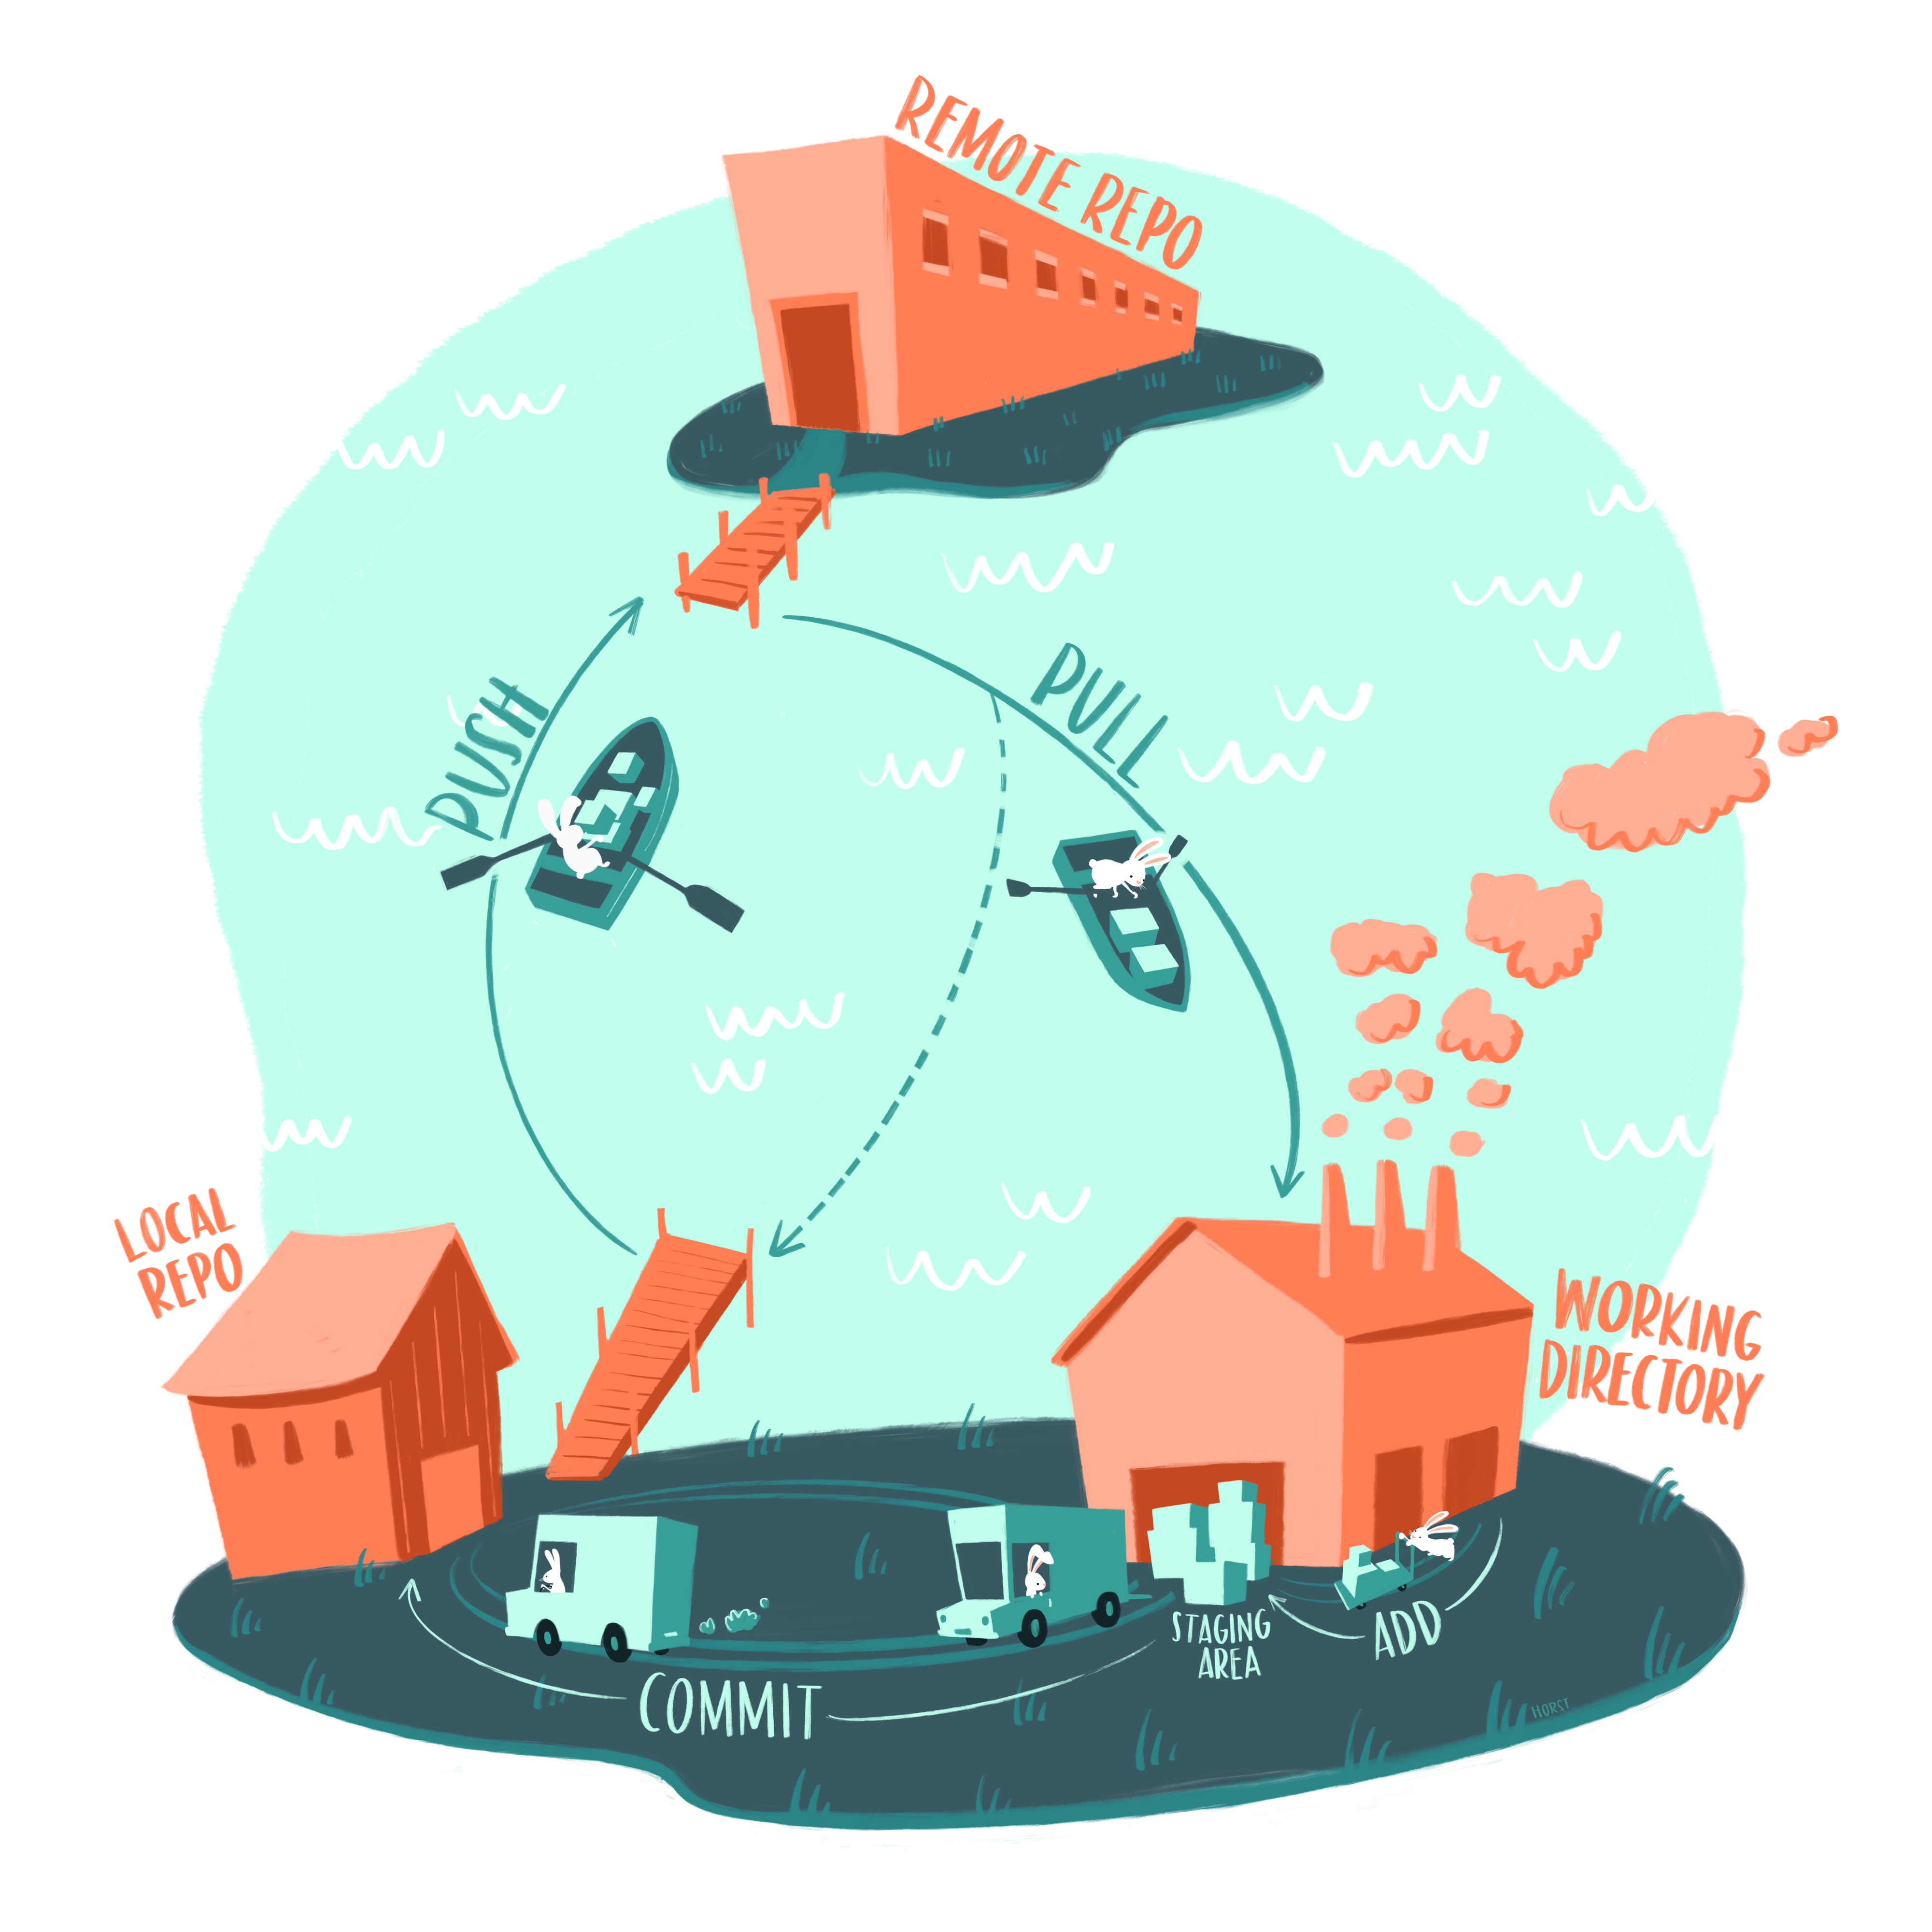 REMOTE REPO
PUSH
PULL
LOCAL
REPO
WORKING
DIRECTORY
STAGING
AREA
ADD
COMMIT
HORST